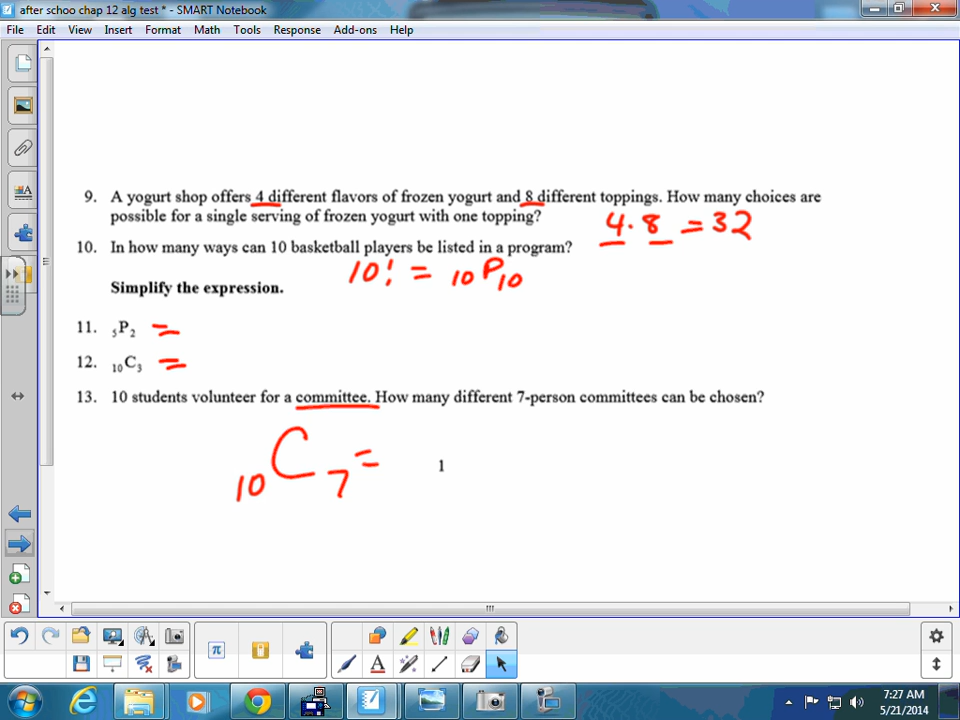 after schoo chap 12 alg test * - SMART Notebook
File Edit View Insert Format Math Tools Response Add-ons Help
9. A yogurt shop offers 4 different flavors of frozen yogurt and 8 different toppings. How many choices are
possible for a single serving of frozen yogurt with one topping?
4 · 8 = 32
10. In how many ways can 10 basketball players be listed in a program?
10! = ₁₀P₁₀
Simplify the expression.
11. ₅P₂ =
12. ₁₀C₃ =
13. 10 students volunteer for a committee. How many different 7-person committees can be chosen?
₁₀C₇ =
1
π
A
7:27 AM
5/21/2014